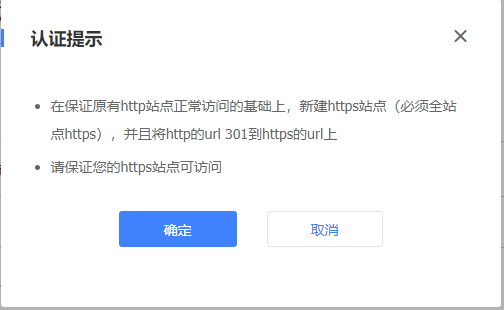 认证提示
在保证原有http站点正常访问的基础上，新建https站点（必须全站
点https），并且将http的url 301到https的url上
请保证您的https站点可访问
确定
取消